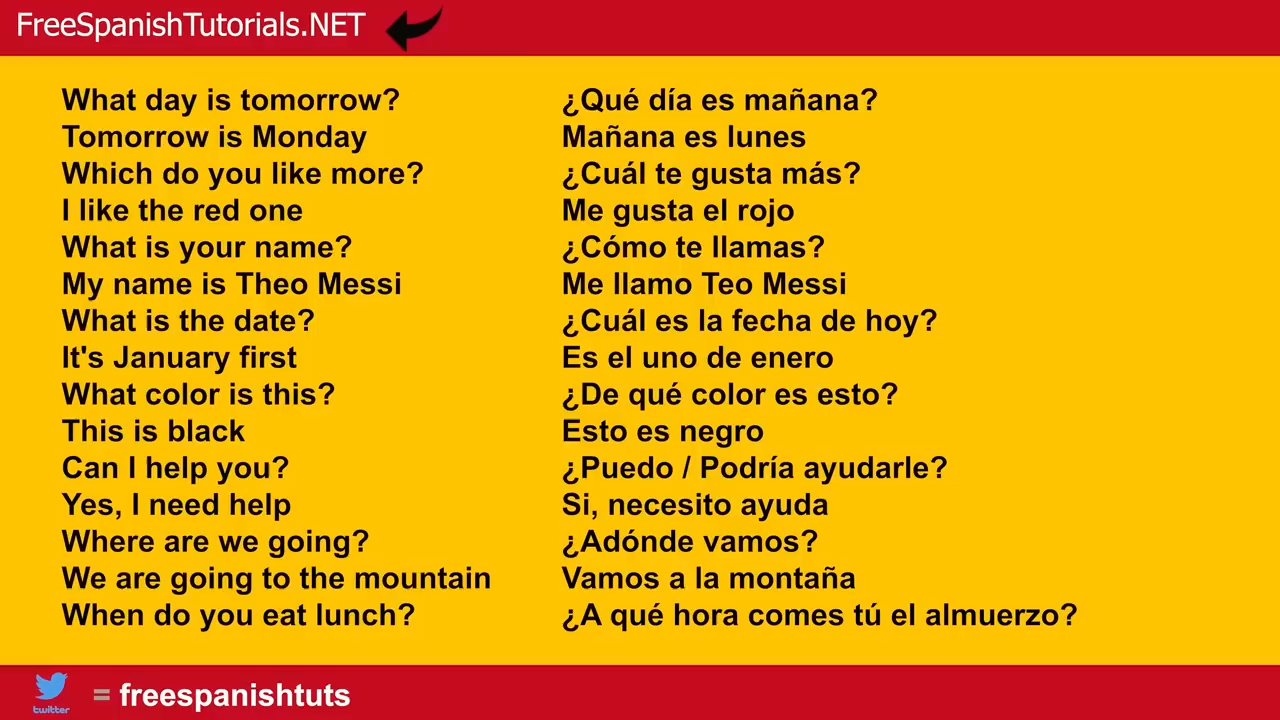 FreeSpanishTutorials.NET
What day is tomorrow? ¿Qué día es mañana?
Tomorrow is Monday Mañana es lunes
Which do you like more? ¿Cuál te gusta más?
I like the red one Me gusta el rojo
What is your name? ¿Cómo te llamas?
My name is Theo Messi Me llamo Teo Messi
What is the date? ¿Cuál es la fecha de hoy?
It's January first Es el uno de enero
What color is this? ¿De qué color es esto?
This is black Esto es negro
Can I help you? ¿Puedo / Podría ayudarle?
Yes, I need help Si, necesito ayuda
Where are we going? ¿Adónde vamos?
We are going to the mountain Vamos a la montaña
When do you eat lunch? ¿A qué hora comes tú el almuerzo?
twitter = freespanishtuts